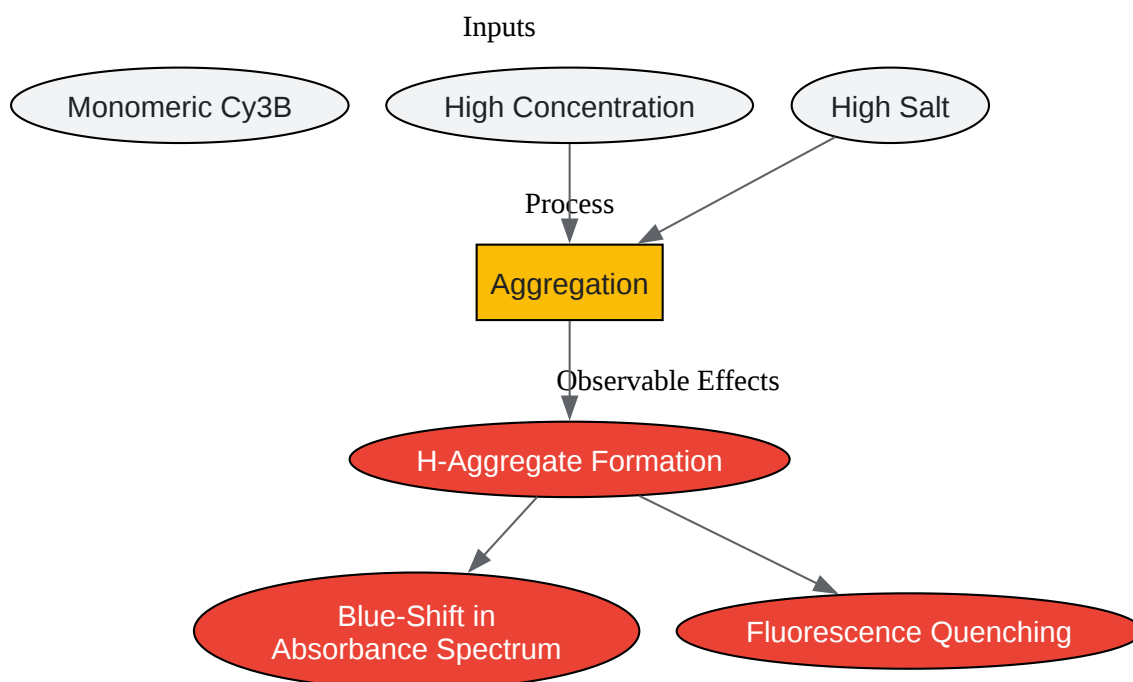 Inputs
Monomeric Cy3B
High Concentration
High Salt
Process
Aggregation
Observable Effects
H-Aggregate Formation
Blue-Shift in
Absorbance Spectrum
Fluorescence Quenching